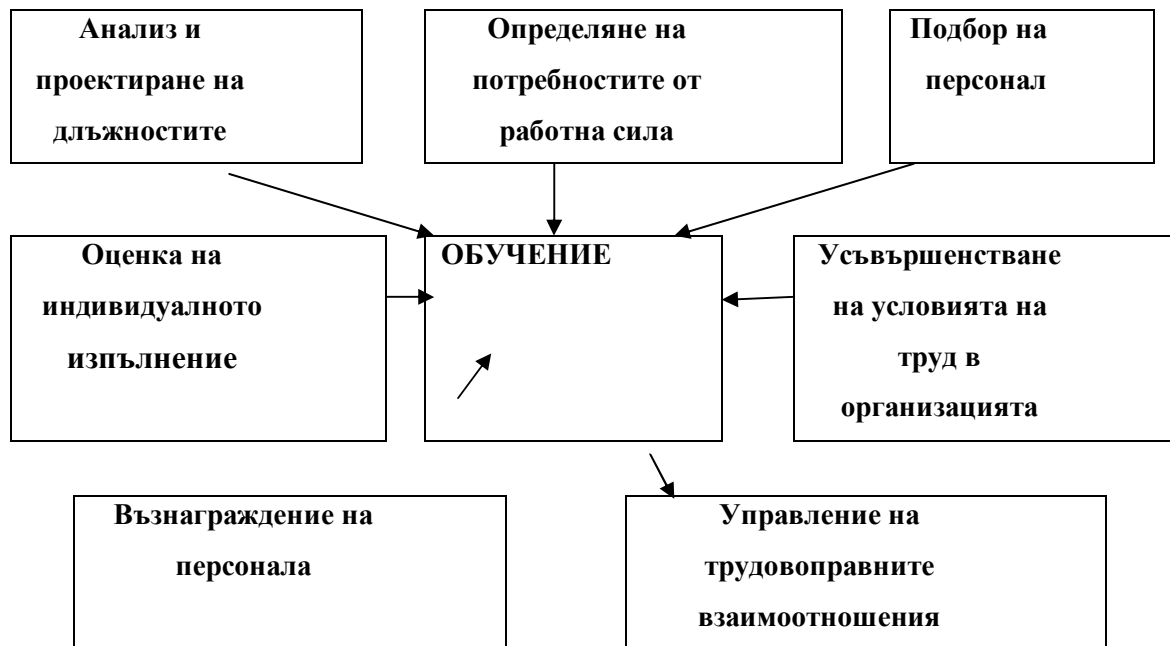 Анализ и
проектиране на
длъжностите
Определяне на
потребностите от
работна сила
Подбор на
персонал
Оценка на
индивидуалното
изпълнение
ОБУЧЕНИЕ
Усъвършенстване
на условията на
труд в
организацията
Възнаграждение на
персонала
Управление на
трудовоправните
взаимоотношения